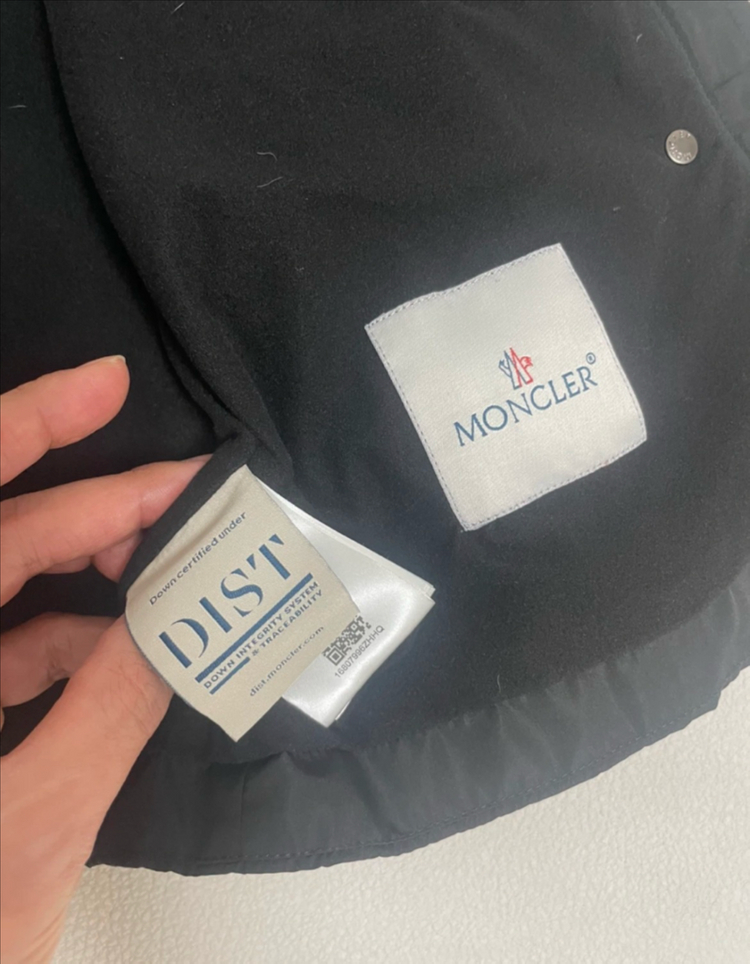 MONCLER®
Down certified under
DIST
DOWN INTEGRITY SYSTEM
& TRACEABILITY
dist.moncler.com